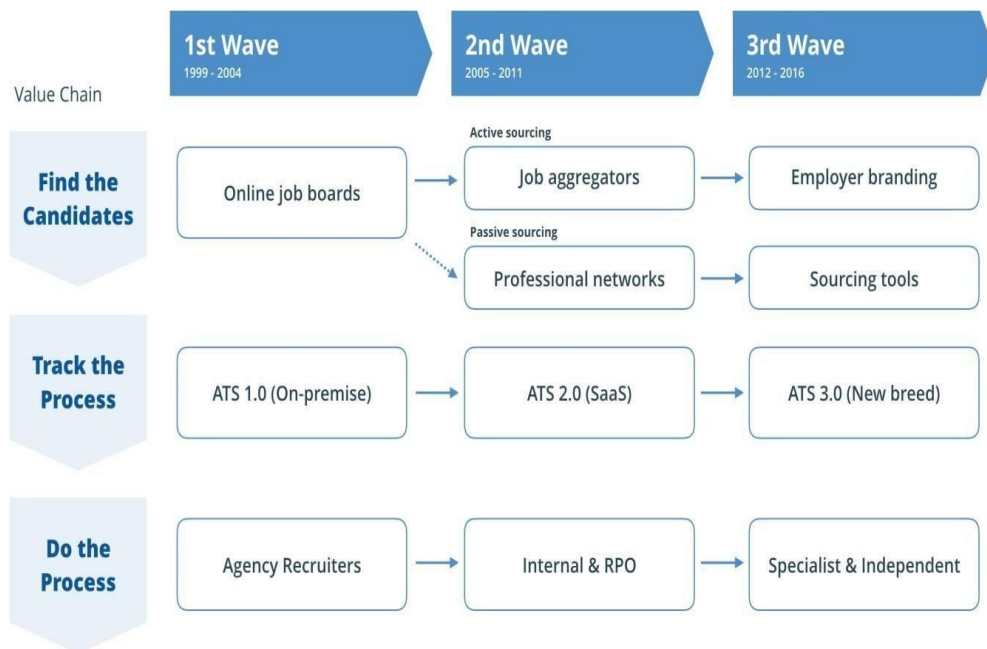 1st Wave
1999 - 2004
2nd Wave
2005 - 2011
3rd Wave
2012 - 2016
Value Chain
Find the
Candidates
Online job boards
Active sourcing
Job aggregators
Employer branding
Passive sourcing
Professional networks
Sourcing tools
Track the
Process
ATS 1.0 (On-premise)
ATS 2.0 (SaaS)
ATS 3.0 (New breed)
Do the
Process
Agency Recruiters
Internal & RPO
Specialist & Independent